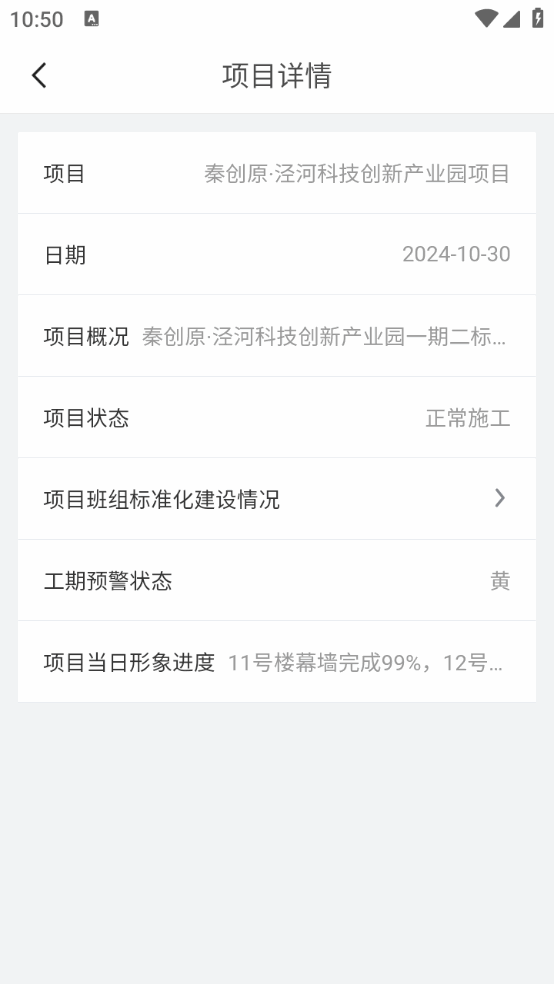 10:50
项目详情
项目 秦创原·泾河科技创新产业园项目
日期 2024-10-30
项目概况 秦创原·泾河科技创新产业园一期二标...
项目状态 正常施工
项目班组标准化建设情况
工期预警状态 黄
项目当日形象进度 11号楼幕墙完成99%，12号...